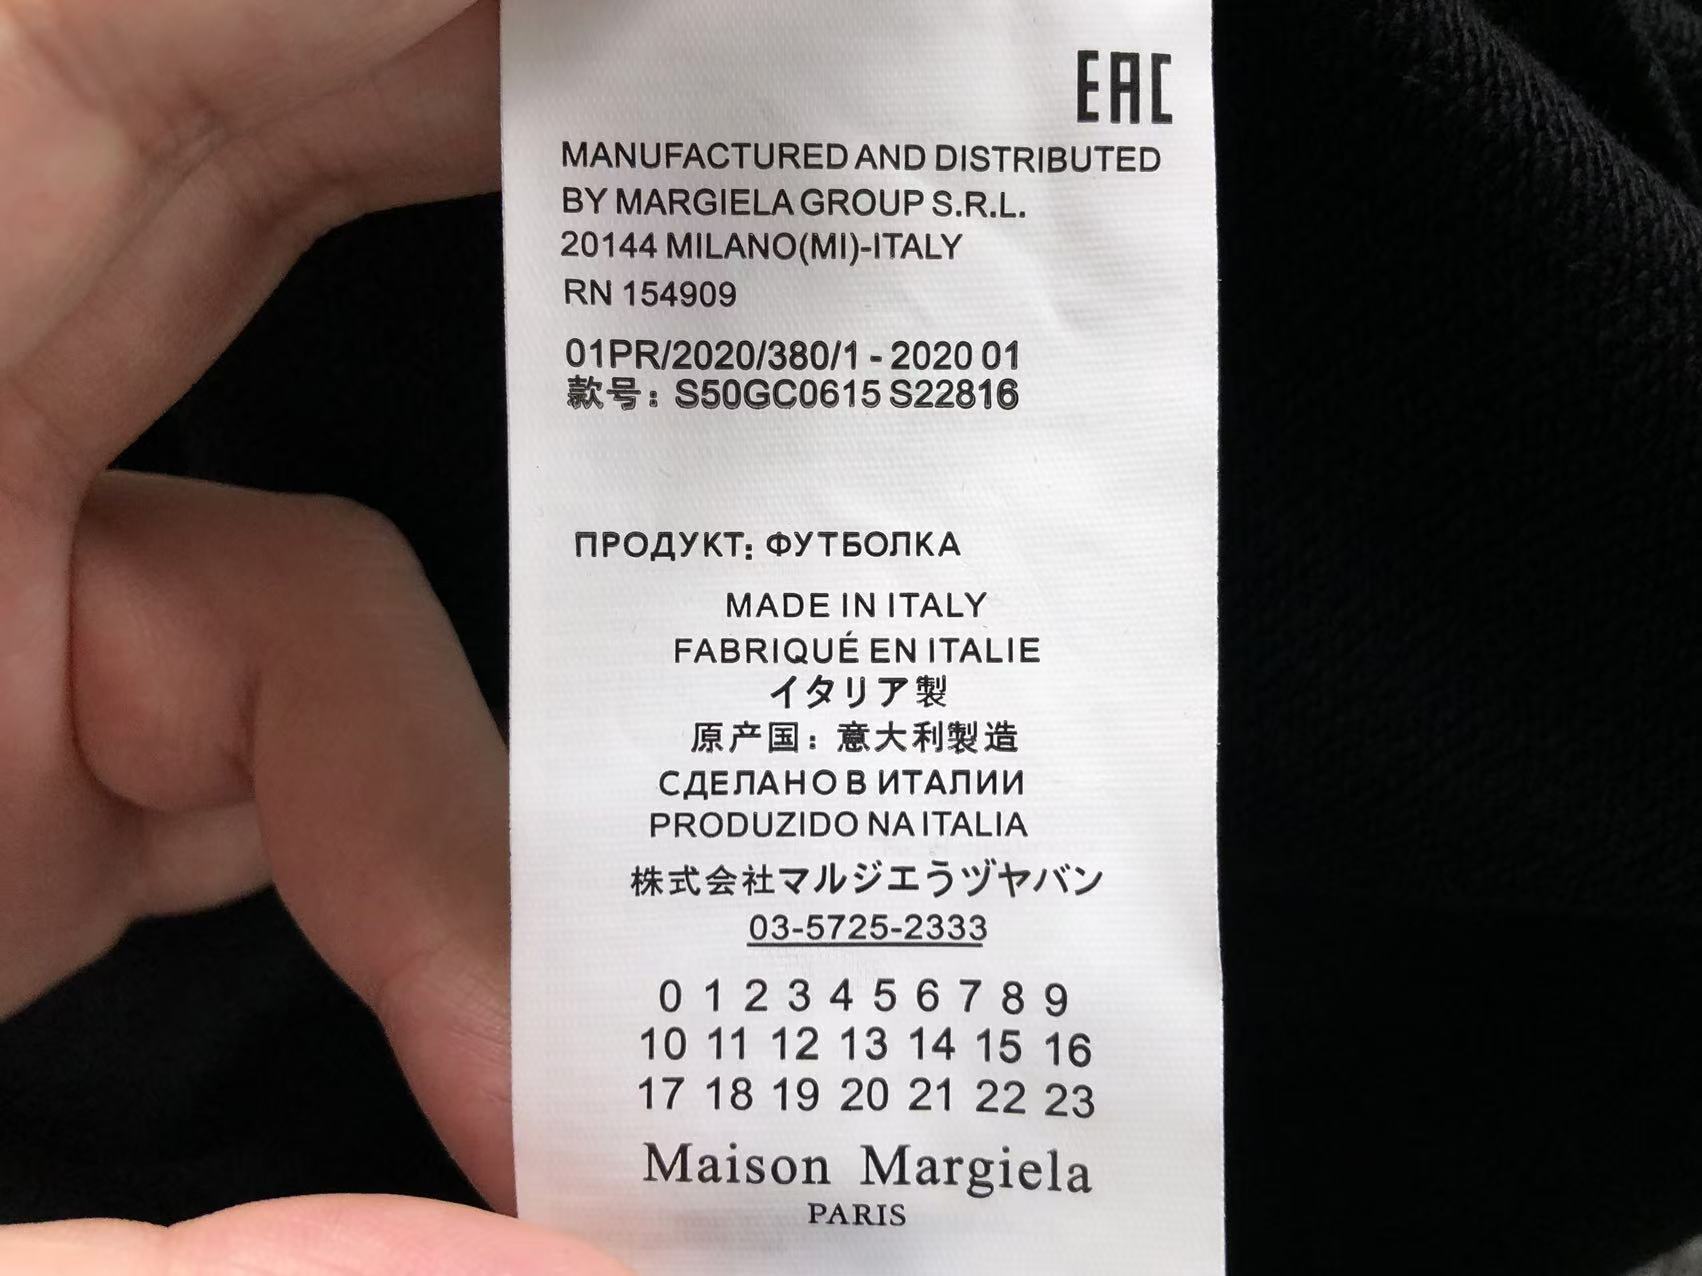 EAC
MANUFACTURED AND DISTRIBUTED
BY MARGIELA GROUP S.R.L.
20144 MILANO(MI)-ITALY
RN 154909
01PR/2020/380/1 - 2020 01
款号: S50GC0615 S22816
ПРОДУКТ: ФУТБОЛКА
MADE IN ITALY
FABRIQUÉ EN ITALIE
イタリア製
原产国: 意大利製造
СДЕЛАНО В ИТАЛИИ
PRODUZIDO NA ITALIA
株式会社マルジエうヅヤバン
03-5725-2333
0 1 2 3 4 5 6 7 8 9
10 11 12 13 14 15 16
17 18 19 20 21 22 23
Maison Margiela
PARIS